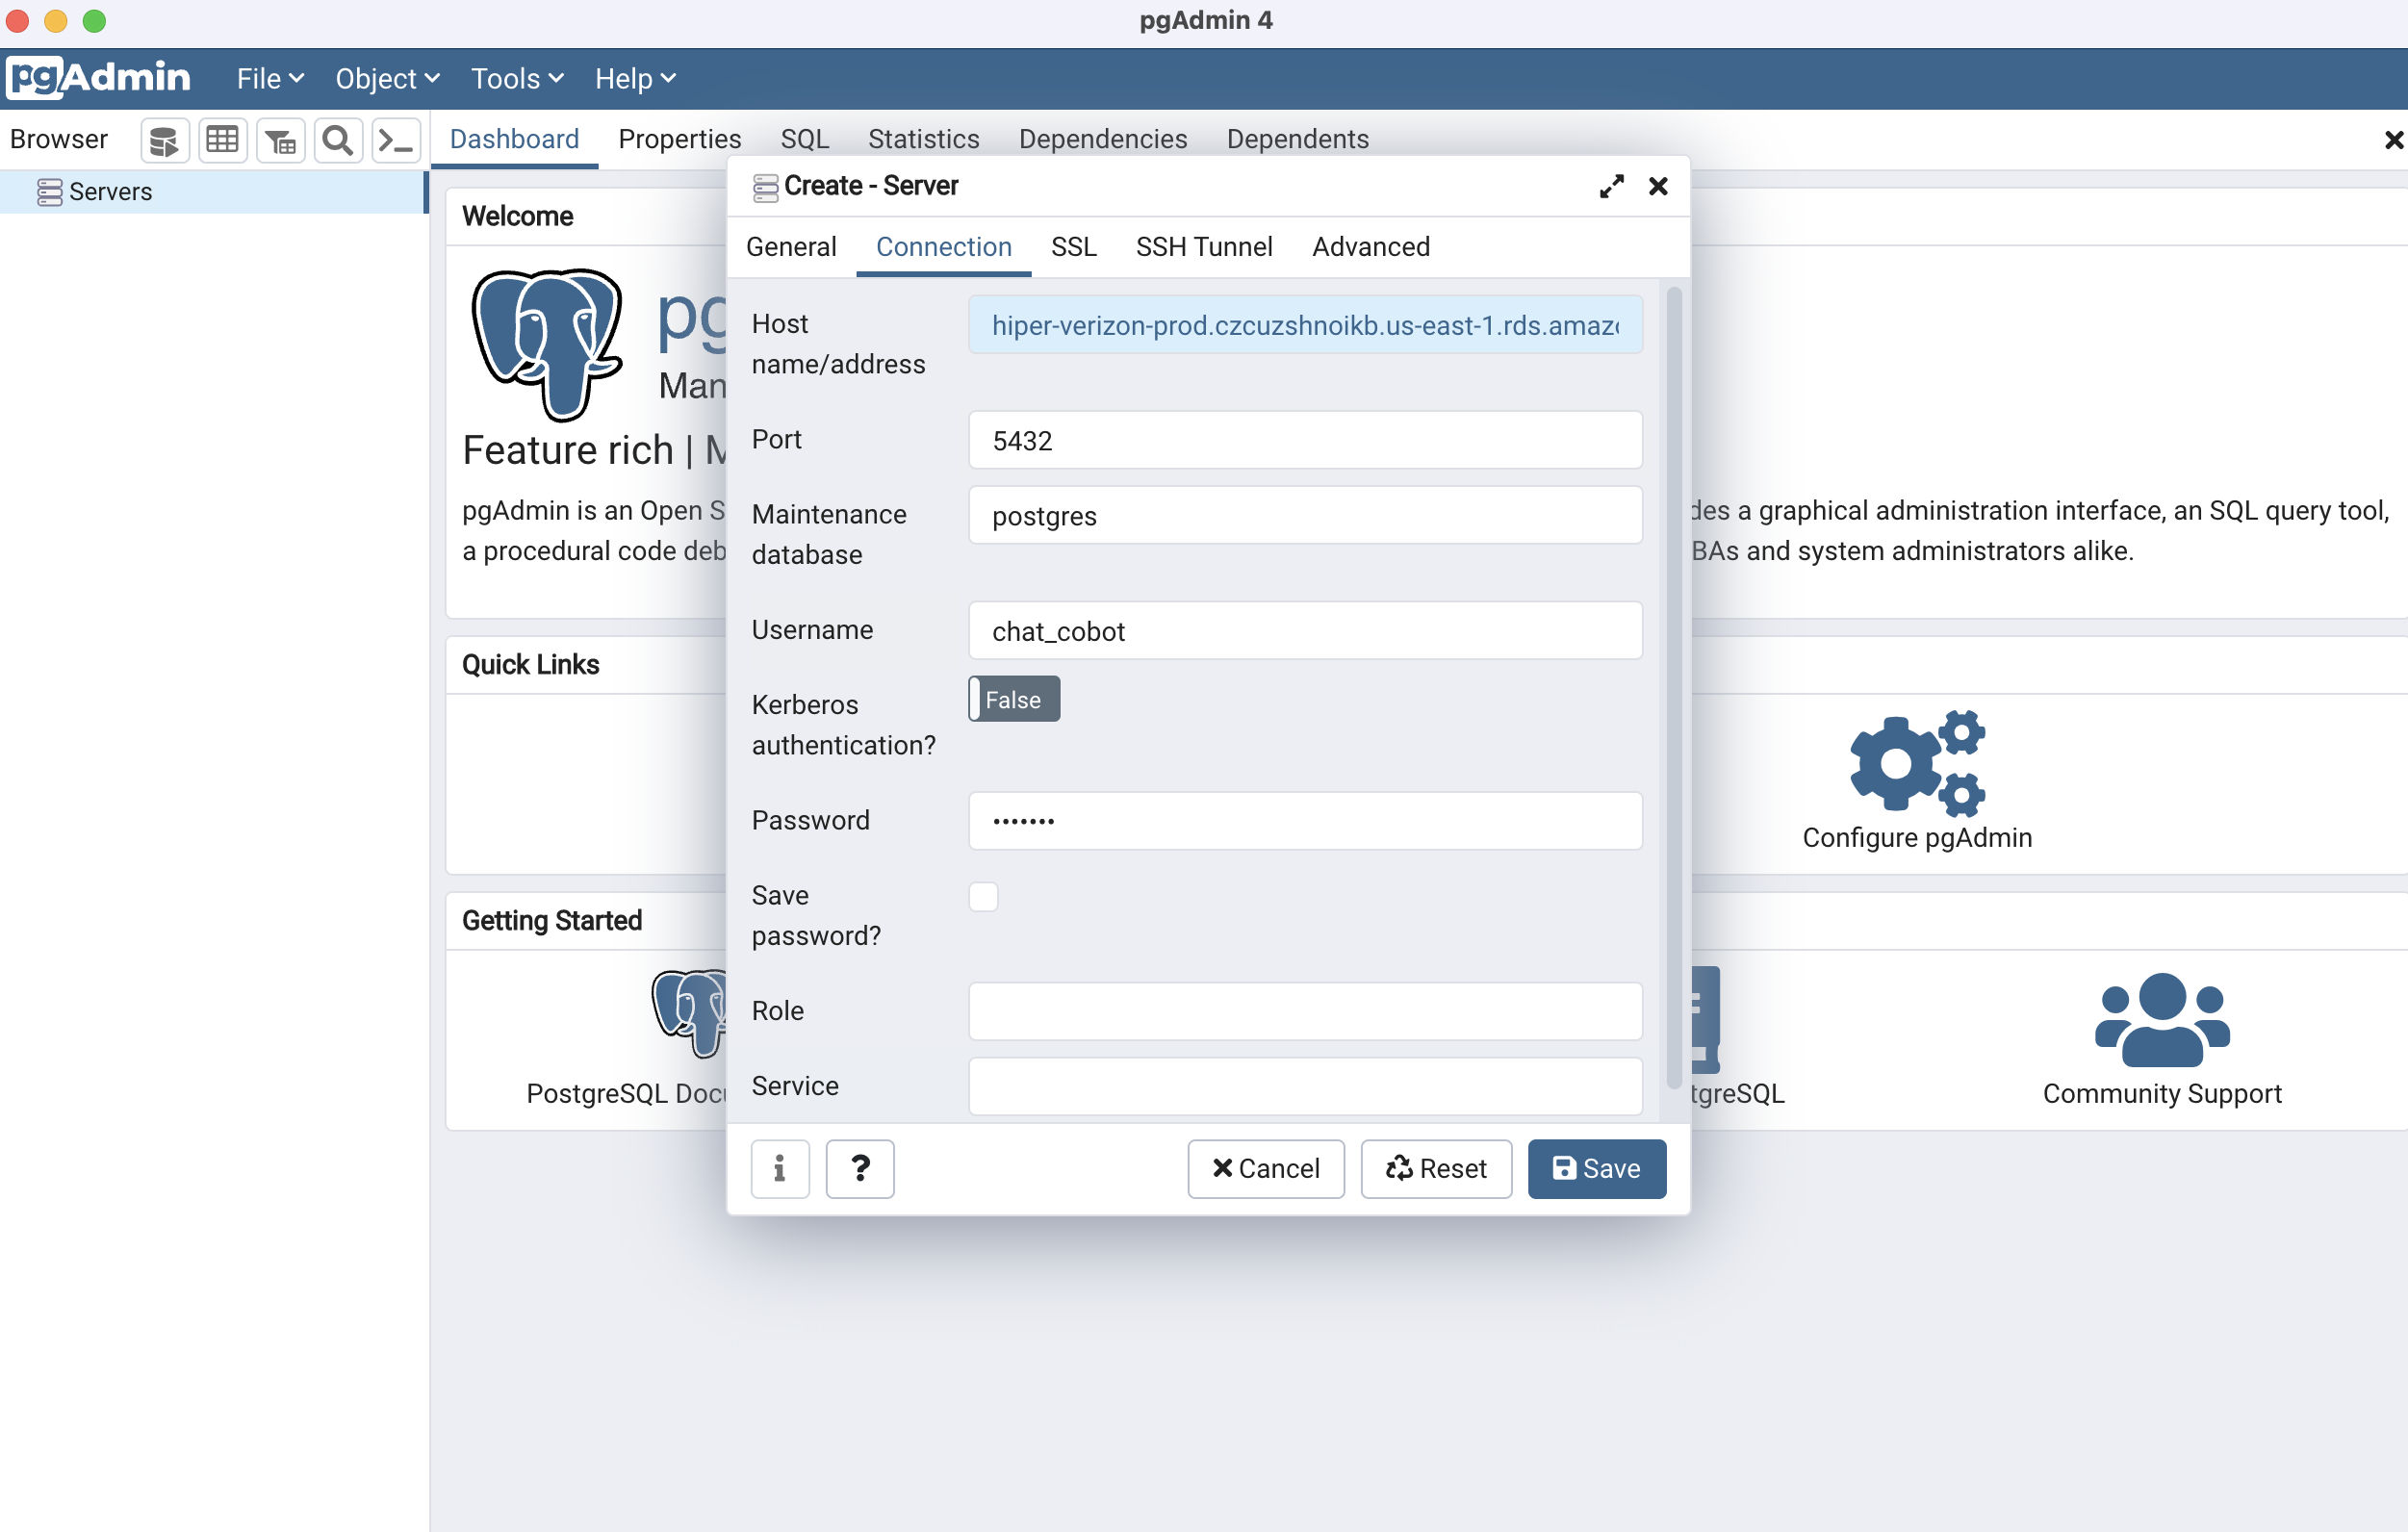 pgAdmin 4
pgAdmin File Object Tools Help
Browser Dashboard Properties SQL Statistics Dependencies Dependents
Servers
Welcome
Feature rich |
pgAdmin is an Open
a procedural code
des a graphical administration interface, an SQL query tool,
BAs and system administrators alike.
Quick Links
Configure pgAdmin
Getting Started
PostgreSQL
tgreSQL
Community Support
Create - Server
General Connection SSL SSH Tunnel Advanced
Host name/address hiper-verizon-prod.czcuzshnoikb.us-east-1.rds.amaz
Port 5432
Maintenance database postgres
Username chat_cobot
Kerberos authentication? False
Password •••••••
Save password?
Role
Service
i ? Cancel Reset Save